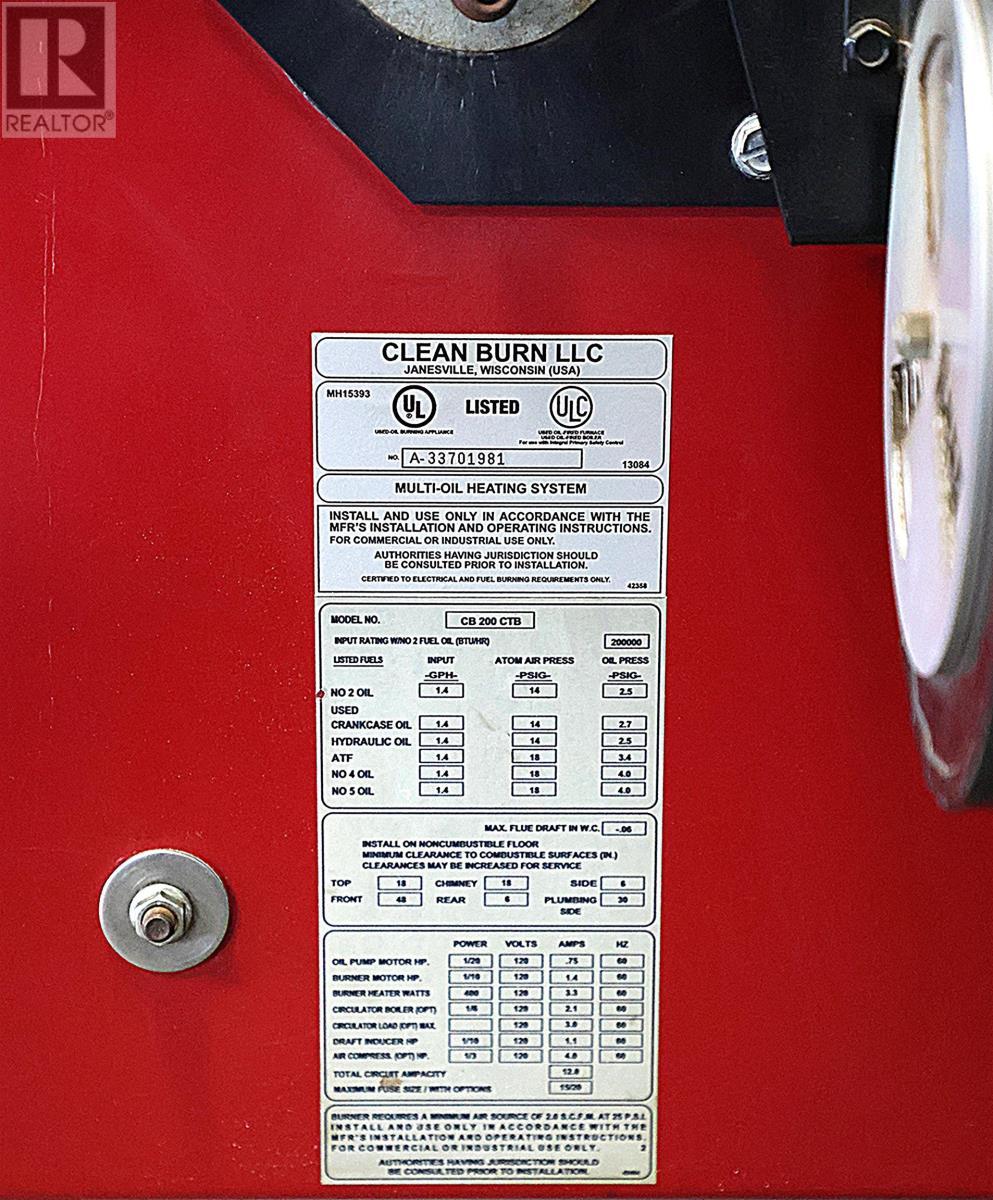 R
REALTOR®
CLEAN BURN LLC
JANESVILLE, WISCONSIN (USA)
MH15393
UL ® LISTED ULC
USED-OIL BURNING APPLIANCE
USED OIL-FIRED FURNACE
USED OIL-FIRED BOILER
For use with Integral Primary Safety Control
NO. A-33701981
13084
MULTI-OIL HEATING SYSTEM
INSTALL AND USE ONLY IN ACCORDANCE WITH THE
MFR'S INSTALLATION AND OPERATING INSTRUCTIONS.
FOR COMMERCIAL OR INDUSTRIAL USE ONLY.
AUTHORITIES HAVING JURISDICTION SHOULD
BE CONSULTED PRIOR TO INSTALLATION.
CERTIFIED TO ELECTRICAL AND FUEL BURNING REQUIREMENTS ONLY.
42358
MODEL NO. CB 200 CTB
INPUT RATING W/NO 2 FUEL OIL (BTU/HR) 200000
LISTED FUELS INPUT ATOM AIR PRESS OIL PRESS
-GPH- -PSIG- -PSIG-
NO 2 OIL 1.4 14 2.5
USED
CRANKCASE OIL 1.4 14 2.7
HYDRAULIC OIL 1.4 14 2.5
ATF 1.4 18 3.4
NO 4 OIL 1.4 18 4.0
NO 5 OIL 1.4 18 4.0
MAX. FLUE DRAFT IN W.C. -.06
INSTALL ON NONCUMBUSTIBLE FLOOR
MINIMUM CLEARANCE TO COMBUSTIBLE SURFACES (IN.)
CLEARANCES MAY BE INCREASED FOR SERVICE
TOP 18 CHIMNEY 18 SIDE 6
FRONT 48 REAR 6 PLUMBING 30
SIDE
POWER VOLTS AMPS HZ
OIL PUMP MOTOR HP. 1/20 120 .75 60
BURNER MOTOR HP. 1/10 120 1.4 60
BURNER HEATER WATTS 400 120 3.3 60
CIRCULATOR BOILER (OPT) 1/6 120 2.1 60
CIRCULATOR LOAD (OPT) MAX. 120 3.0 60
DRAFT INDUCER HP 1/10 120 1.1 60
AIR COMPRESS. (OPT) HP. 1/3 120 4.0 60
TOTAL CIRCUIT AMPACITY 12.0
MAXIMUM FUSE SIZE / WITH OPTIONS 15/20
BURNER REQUIRES A MINIMUM AIR SOURCE OF 2.0 S.C.F.M. AT 25 P.S.I.
INSTALL AND USE ONLY IN ACCORDANCE WITH THE
MFR'S INSTALLATION AND OPERATING INSTRUCTIONS.
FOR COMMERCIAL OR INDUSTRIAL USE ONLY. 2
AUTHORITIES HAVING JURISDICTION SHOULD
BE CONSULTED PRIOR TO INSTALLATION.